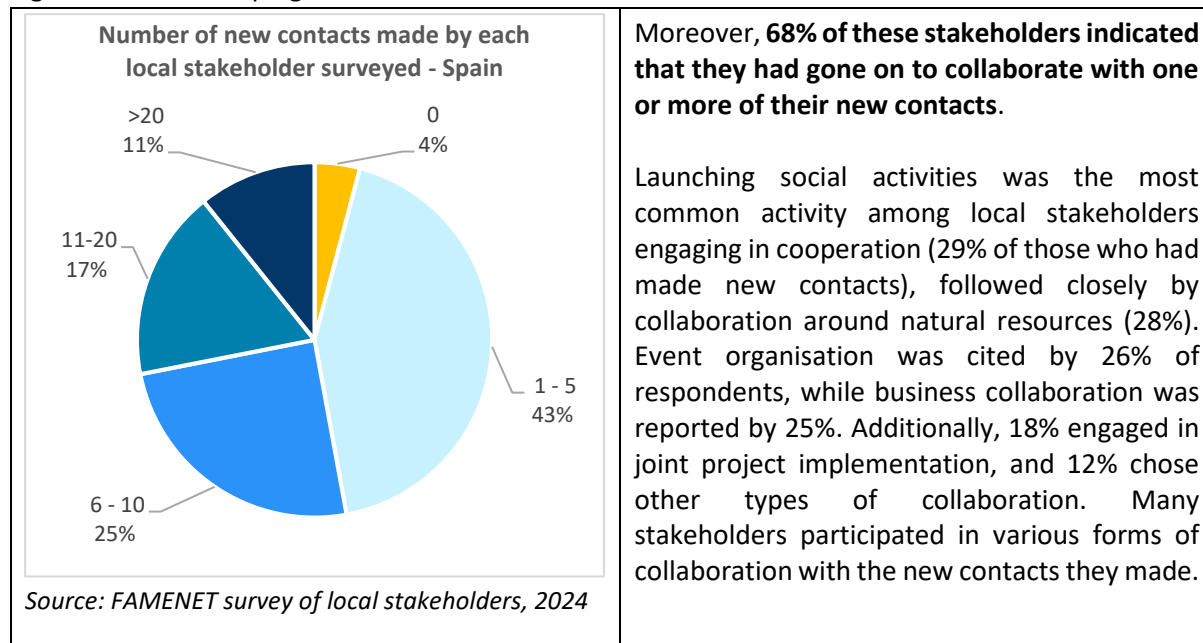 Number of new contacts made by each
local stakeholder surveyed - Spain
>20
11%
0
4%
11-20
17%
1 - 5
43%
6 - 10
25%
Source: FAMENET survey of local stakeholders, 2024
Moreover, 68% of these stakeholders indicated
that they had gone on to collaborate with one
or more of their new contacts.
Launching social activities was the most
common activity among local stakeholders
engaging in cooperation (29% of those who had
made new contacts), followed closely by
collaboration around natural resources (28%).
Event organisation was cited by 26% of
respondents, while business collaboration was
reported by 25%. Additionally, 18% engaged in
joint project implementation, and 12% chose
other types of collaboration. Many
stakeholders participated in various forms of
collaboration with the new contacts they made.